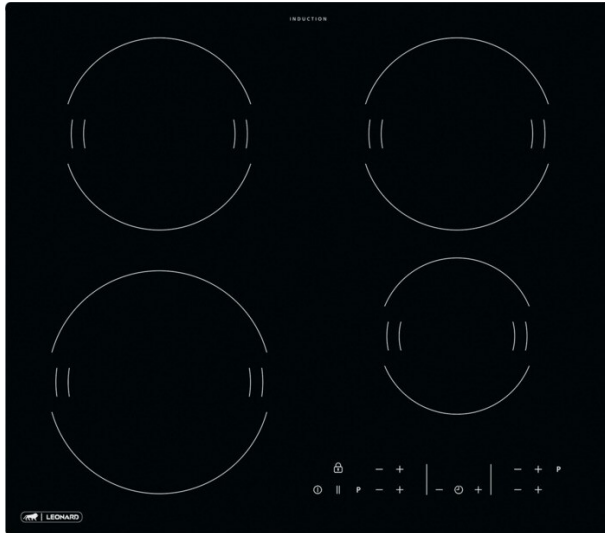 INDUCTION
− + − + P
P − + − + − +
LEONARD